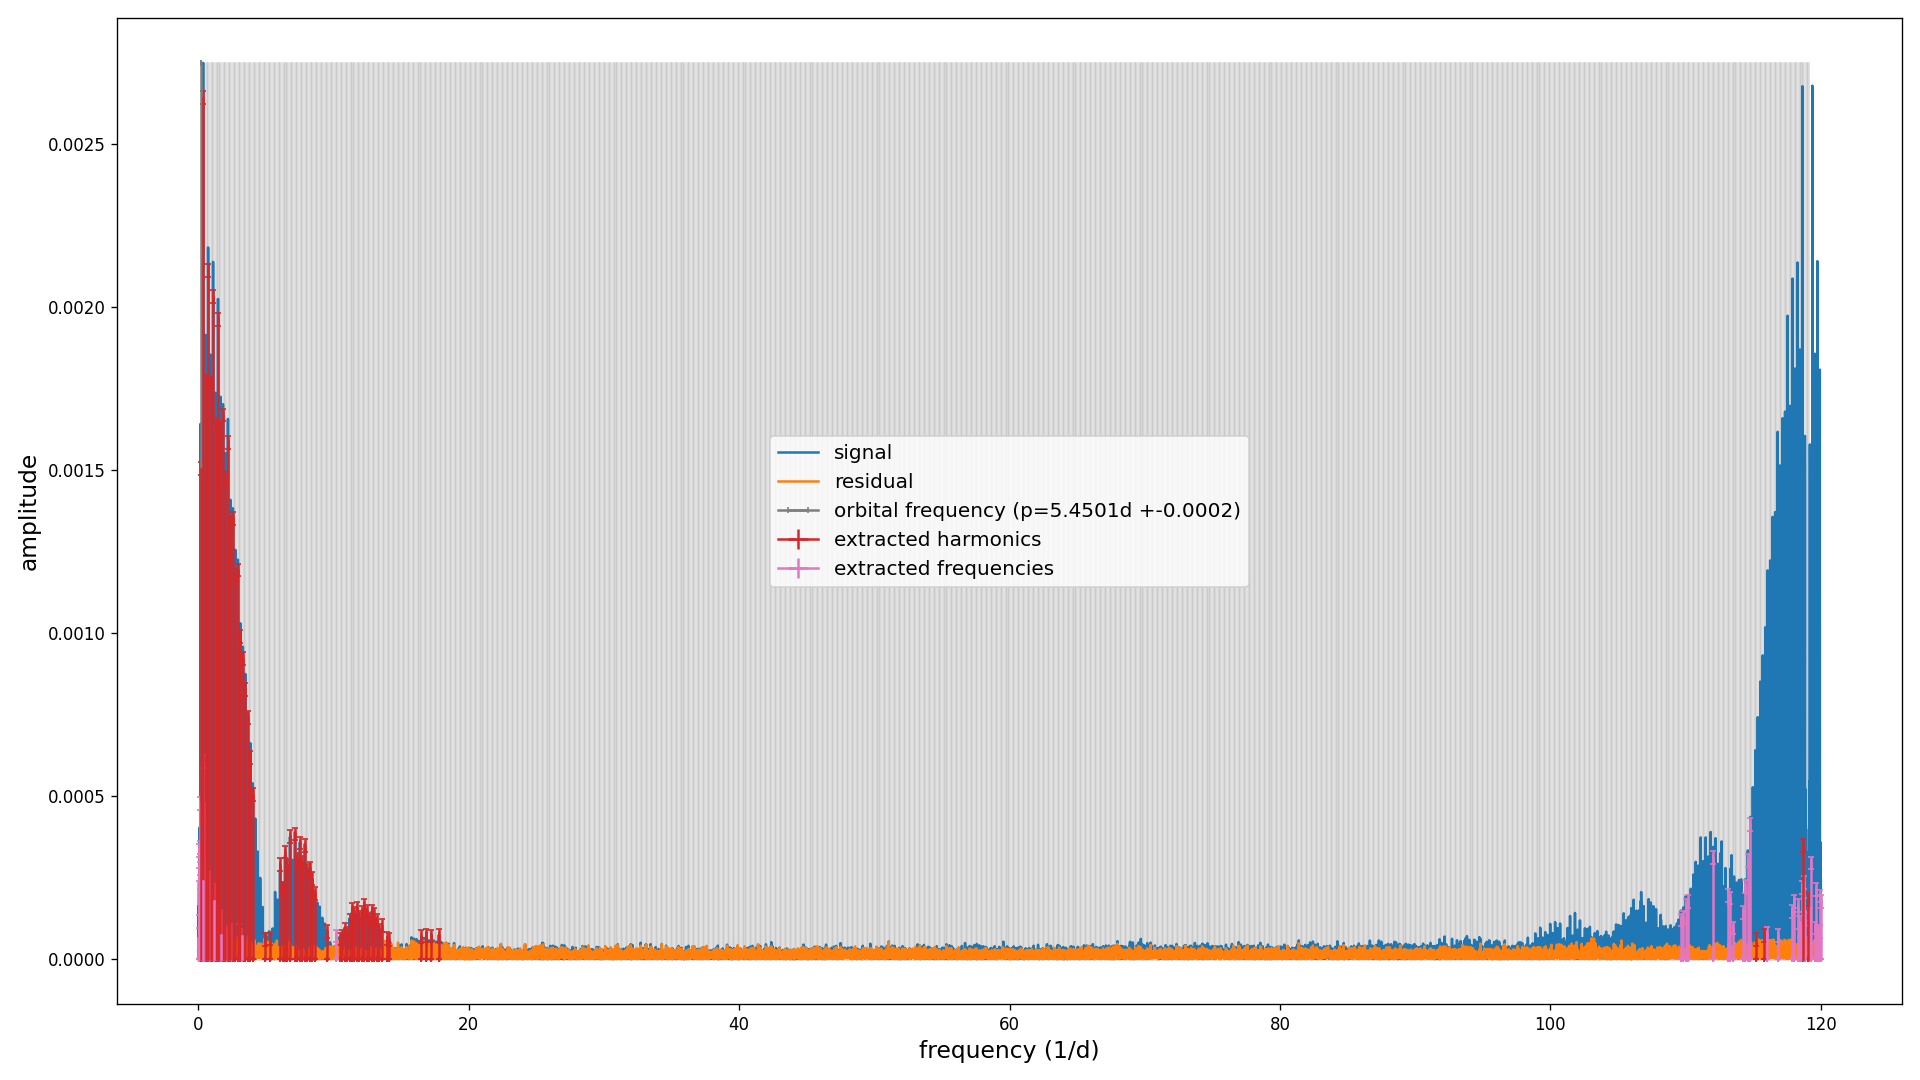 amplitude
0.0025
0.0020
0.0015
0.0010
0.0005
0.0000
signal
residual
orbital frequency (p=5.4501d +-0.0002)
extracted harmonics
extracted frequencies
0 20 40 60 80 100 120
frequency (1/d)